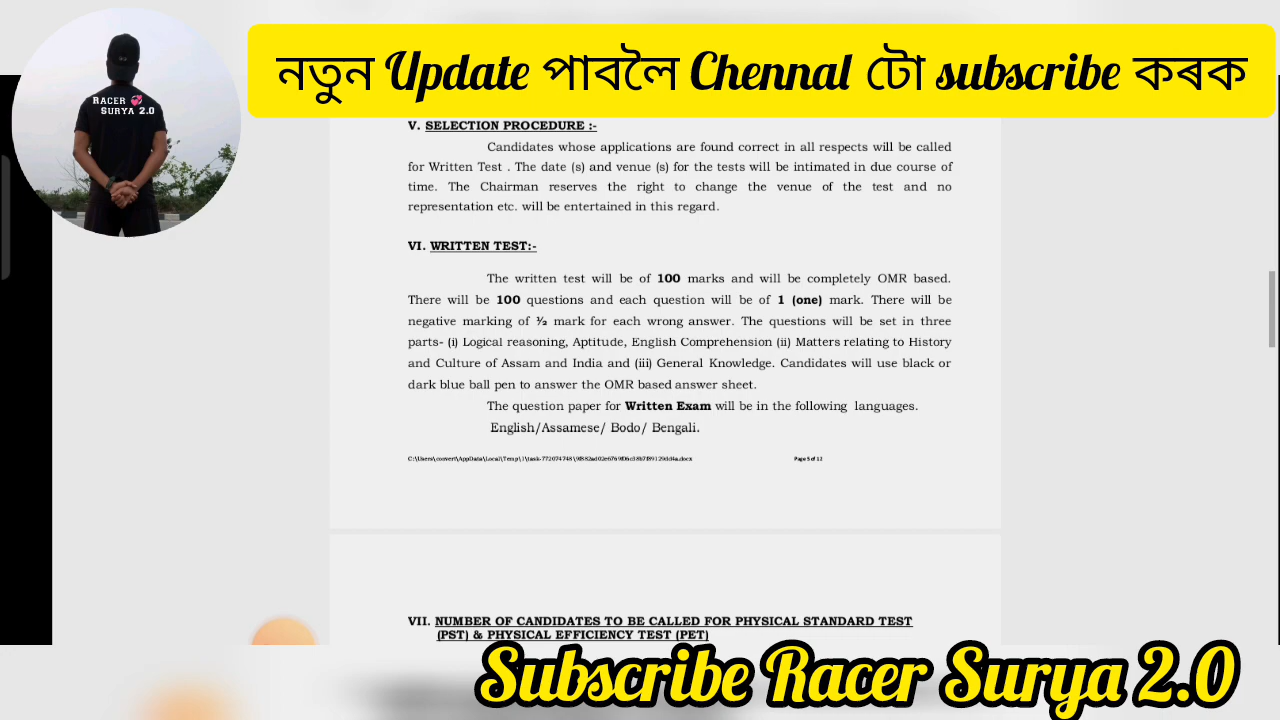 নতুন Update পাবলৈ Chennal টো subscribe কৰক
RACER 💞
SURYA 2.0
V. SELECTION PROCEDURE :-
Candidates whose applications are found correct in all respects will be called
for Written Test . The date (s) and venue (s) for the tests will be intimated in due course of
time. The Chairman reserves the right to change the venue of the test and no
representation etc. will be entertained in this regard.
VI. WRITTEN TEST:-
The written test will be of 100 marks and will be completely OMR based.
There will be 100 questions and each question will be of 1 (one) mark. There will be
negative marking of ½ mark for each wrong answer. The questions will be set in three
parts- (i) Logical reasoning, Aptitude, English Comprehension (ii) Matters relating to History
and Culture of Assam and India and (iii) General Knowledge. Candidates will use black or
dark blue ball pen to answer the OMR based answer sheet.
The question paper for Written Exam will be in the following languages.
English/Assamese/ Bodo/ Bengali.
Page 5 of 12
VII. NUMBER OF CANDIDATES TO BE CALLED FOR PHYSICAL STANDARD TEST
(PST) & PHYSICAL EFFICIENCY TEST (PET)
Subscribe Racer Surya 2.0